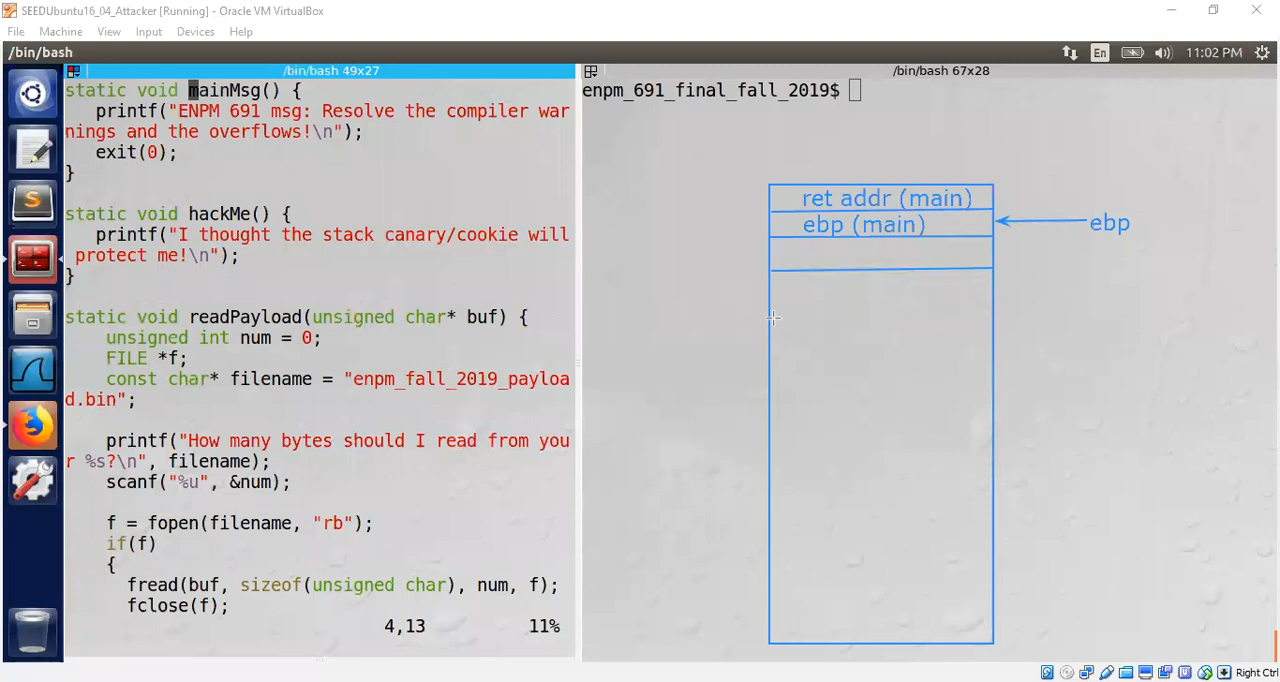 SEEDUbuntu16_04_Attacker [Running] - Oracle VM VirtualBox
File Machine View Input Devices Help
/bin/bash
En
11:02 PM
/bin/bash 49x27
static void mainMsg() {
printf("ENPM 691 msg: Resolve the compiler war
nings and the overflows!\n");
exit(0);
}
static void hackMe() {
printf("I thought the stack canary/cookie will
protect me!\n");
}
static void readPayload(unsigned char* buf) {
unsigned int num = 0;
FILE *f;
const char* filename = "enpm_fall_2019_payloa
d.bin";
printf("How many bytes should I read from you
r %s?\n", filename);
scanf("%u", &num);
f = fopen(filename, "rb");
if(f)
{
fread(buf, sizeof(unsigned char), num, f);
fclose(f);
4,13 11%
/bin/bash 67x28
enpm_691_final_fall_2019$
ret addr (main)
ebp (main)
ebp
Right Ctrl